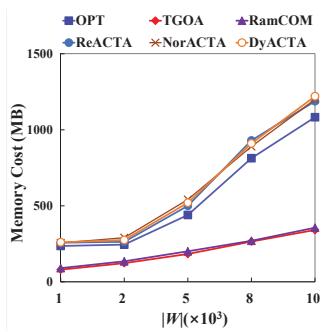 OPT TGOA RamCOM
ReACTA NorACTA DyACTA
1500
1000
500
0
Memory Cost (MB)
1 2 5 8 10
|W|(×10³)